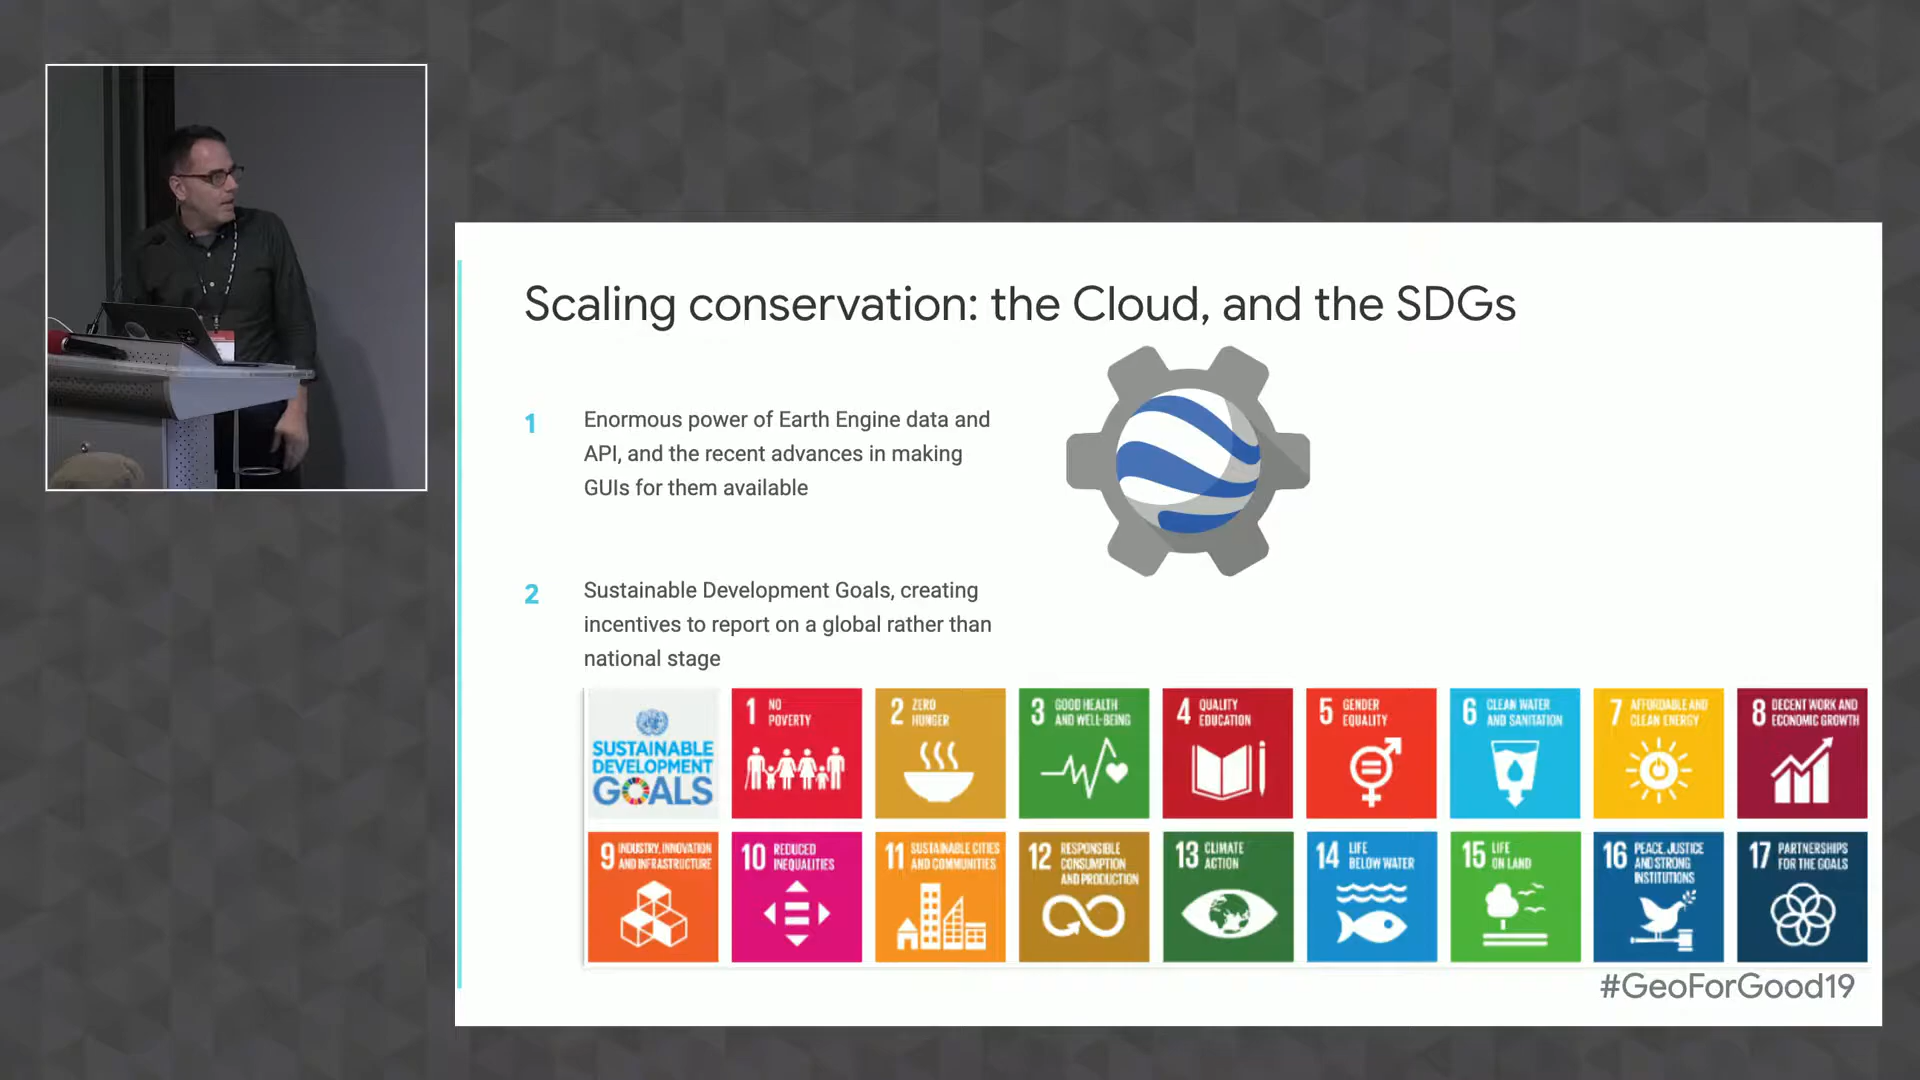 Scaling conservation: the Cloud, and the SDGs
1
Enormous power of Earth Engine data and
API, and the recent advances in making
GUIs for them available
2
Sustainable Development Goals, creating
incentives to report on a global rather than
national stage
SUSTAINABLE
DEVELOPMENT
GOALS
1 NO
POVERTY
2 ZERO
HUNGER
3 GOOD HEALTH
AND WELL-BEING
4 QUALITY
EDUCATION
5 GENDER
EQUALITY
6 CLEAN WATER
AND SANITATION
7 AFFORDABLE AND
CLEAN ENERGY
8 DECENT WORK AND
ECONOMIC GROWTH
9 INDUSTRY, INNOVATION
AND INFRASTRUCTURE
10 REDUCED
INEQUALITIES
11 SUSTAINABLE CITIES
AND COMMUNITIES
12 RESPONSIBLE
CONSUMPTION
AND PRODUCTION
13 CLIMATE
ACTION
14 LIFE
BELOW WATER
15 LIFE
ON LAND
16 PEACE, JUSTICE
AND STRONG
INSTITUTIONS
17 PARTNERSHIPS
FOR THE GOALS
#GeoForGood19